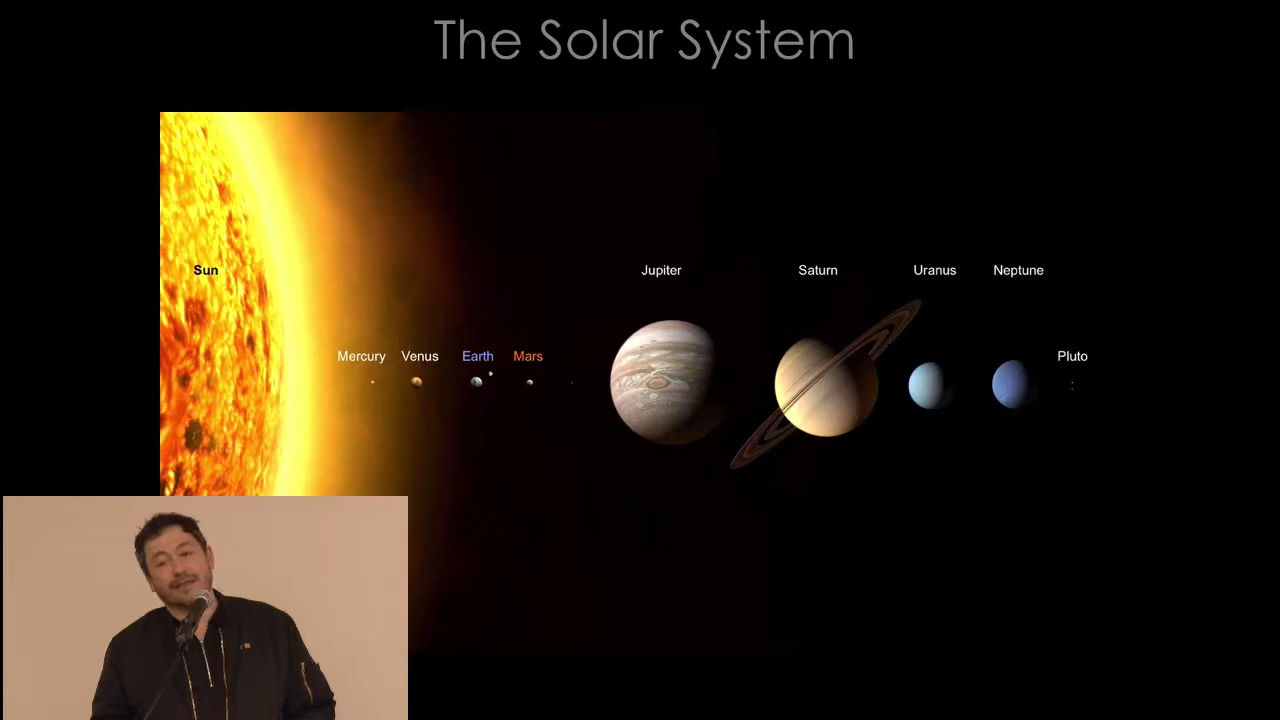 The Solar System
Sun
Jupiter
Saturn
Uranus
Neptune
Mercury
Venus
Earth
Mars
Pluto